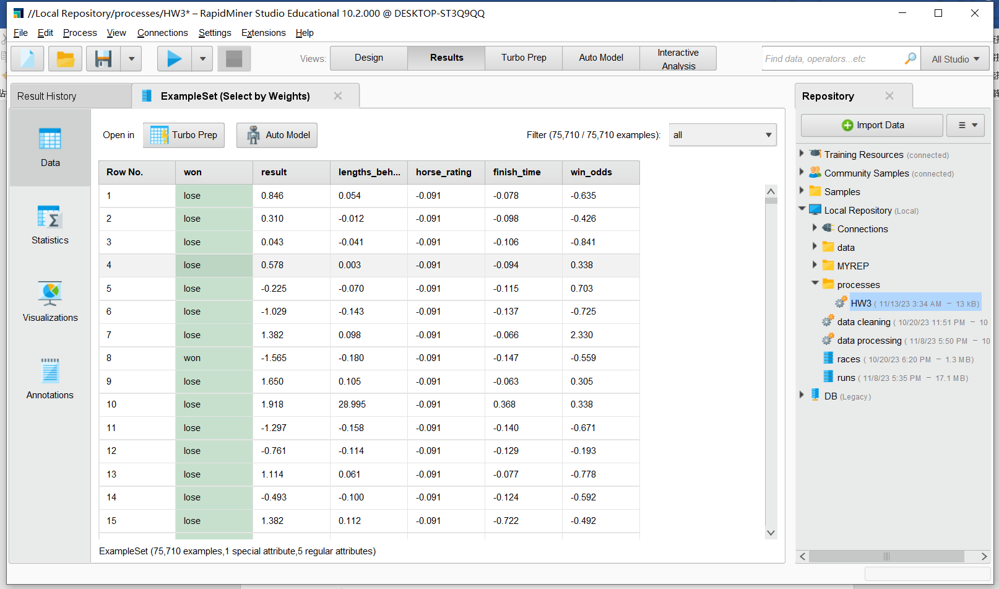 //Local Repository/processes/HW3* – RapidMiner Studio Educational 10.2.000 @ DESKTOP-ST3Q9QQ
File Edit Process View Connections Settings Extensions Help
Views: Design Results Turbo Prep Auto Model Interactive Analysis
Find data, operators...etc All Studio
Result History ExampleSet (Select by Weights)
Data
Statistics
Visualizations
Annotations
Open in Turbo Prep Auto Model Filter (75,710 / 75,710 examples): all
Row No. won result lengths_beh... horse_rating finish_time win_odds
1 lose 0.846 0.054 -0.091 -0.078 -0.635
2 lose 0.310 -0.012 -0.091 -0.098 -0.426
3 lose 0.043 -0.041 -0.091 -0.106 -0.841
4 lose 0.578 0.003 -0.091 -0.094 0.338
5 lose -0.225 -0.070 -0.091 -0.115 0.703
6 lose -1.029 -0.143 -0.091 -0.137 -0.725
7 lose 1.382 0.098 -0.091 -0.066 2.330
8 won -1.565 -0.180 -0.091 -0.147 -0.559
9 lose 1.650 0.105 -0.091 -0.063 0.305
10 lose 1.918 28.995 -0.091 0.368 0.338
11 lose -1.297 -0.158 -0.091 -0.140 -0.671
12 lose -0.761 -0.114 -0.091 -0.129 -0.193
13 lose 1.114 0.061 -0.091 -0.077 -0.778
14 lose -0.493 -0.100 -0.091 -0.124 -0.592
15 lose 1.382 0.112 -0.091 -0.722 -0.492
ExampleSet (75,710 examples,1 special attribute,5 regular attributes)
Repository
Import Data
Training Resources (connected)
Community Samples (connected)
Samples
Local Repository (Local)
Connections
data
MYREP
processes
HW3 ( 11/13/23 3:34 AM – 13 kB)
data cleaning ( 10/20/23 11:51 PM – 10
data processing ( 11/8/23 5:50 PM – 10
races ( 10/20/23 6:20 PM – 1.3 MB)
runs ( 11/8/23 5:35 PM – 17.1 MB)
DB (Legacy)